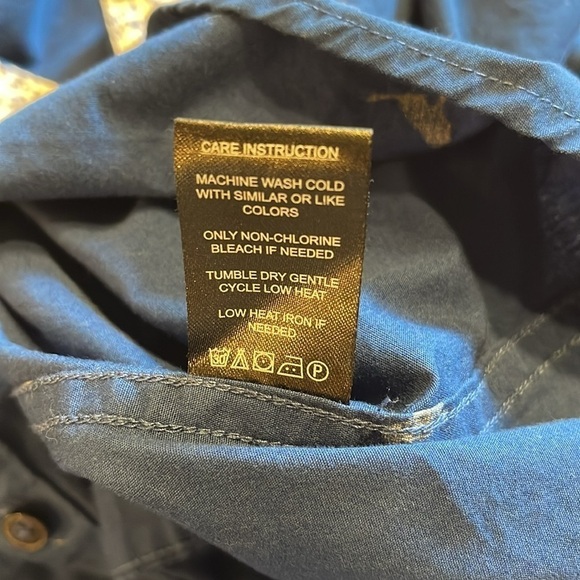 CARE INSTRUCTION
MACHINE WASH COLD
WITH SIMILAR OR LIKE
COLORS
ONLY NON-CHLORINE
BLEACH IF NEEDED
TUMBLE DRY GENTLE
CYCLE LOW HEAT
LOW HEAT IRON IF
NEEDED
30 P